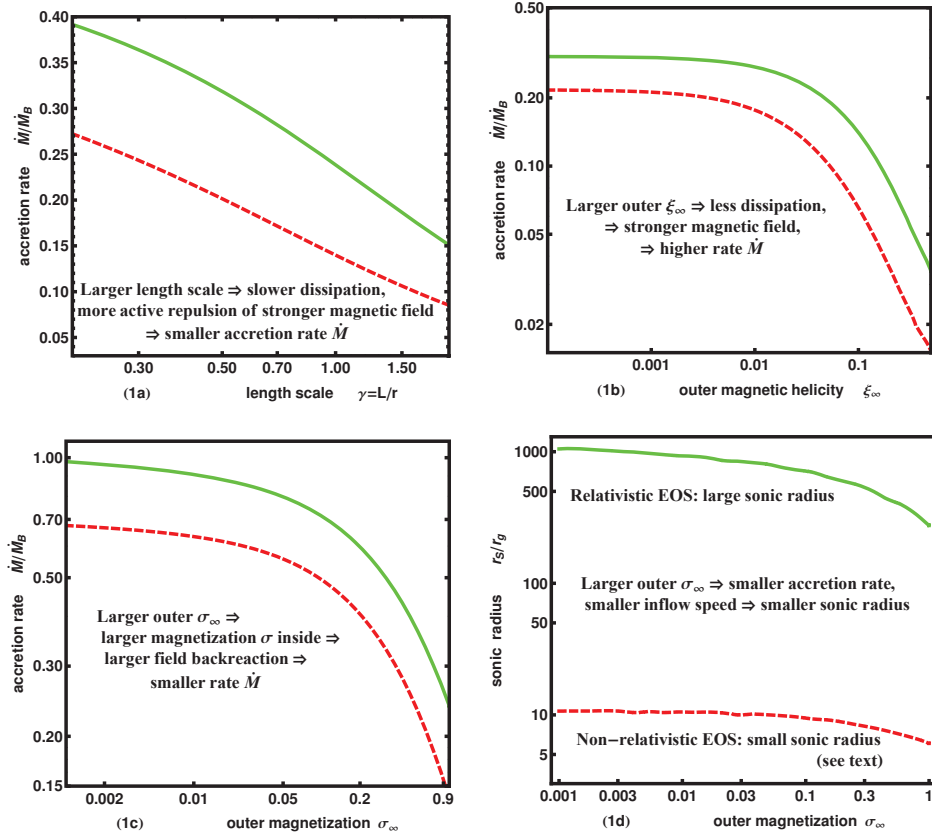 0.40
0.35
0.30
0.25
0.20
0.15
0.10
0.05
accretion rate Ṁ/Ṁ_B
Larger length scale ⇒ slower dissipation,
more active repulsion of stronger magnetic field
⇒ smaller accretion rate Ṁ
0.30 0.50 0.70 1.00 1.50
(1a) length scale γ=L/r
0.50
0.20
0.10
0.05
0.02
accretion rate Ṁ/Ṁ_B
Larger outer ξ∞ ⇒ less dissipation,
⇒ stronger magnetic field,
⇒ higher rate Ṁ
0.001 0.01 0.1
(1b) outer magnetic helicity ξ∞
1.00
0.70
0.50
0.30
0.20
0.15
accretion rate Ṁ/Ṁ_B
Larger outer σ∞ ⇒
larger magnetization σ inside ⇒
larger field backreaction ⇒
smaller rate Ṁ
0.002 0.01 0.05 0.2 0.9
(1c) outer magnetization σ∞
1000
500
100
50
10
5
sonic radius r_S/r_g
Relativistic EOS: large sonic radius
Larger outer σ∞ ⇒ smaller accretion rate,
smaller inflow speed ⇒ smaller sonic radius
Non−relativistic EOS: small sonic radius
(see text)
0.001 0.003 0.01 0.03 0.1 0.3 1
(1d) outer magnetization σ∞